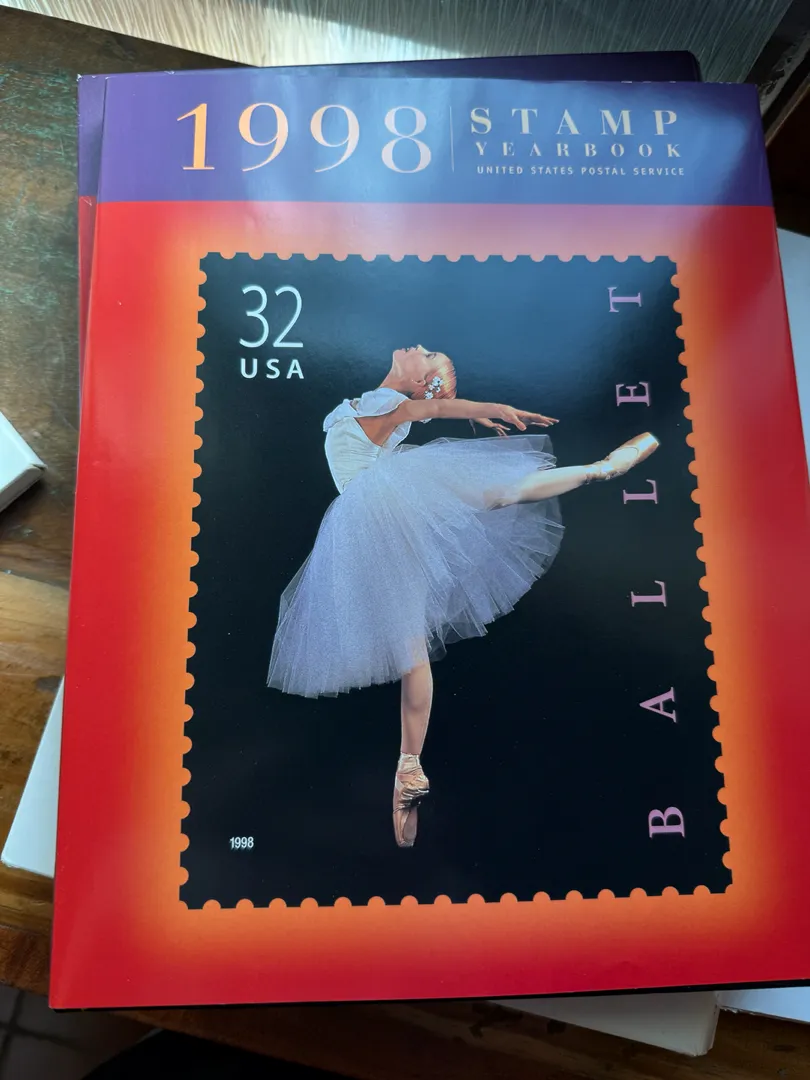 1998
STAMP
YEARBOOK
UNITED STATES POSTAL SERVICE
32
USA
BALLET
1998